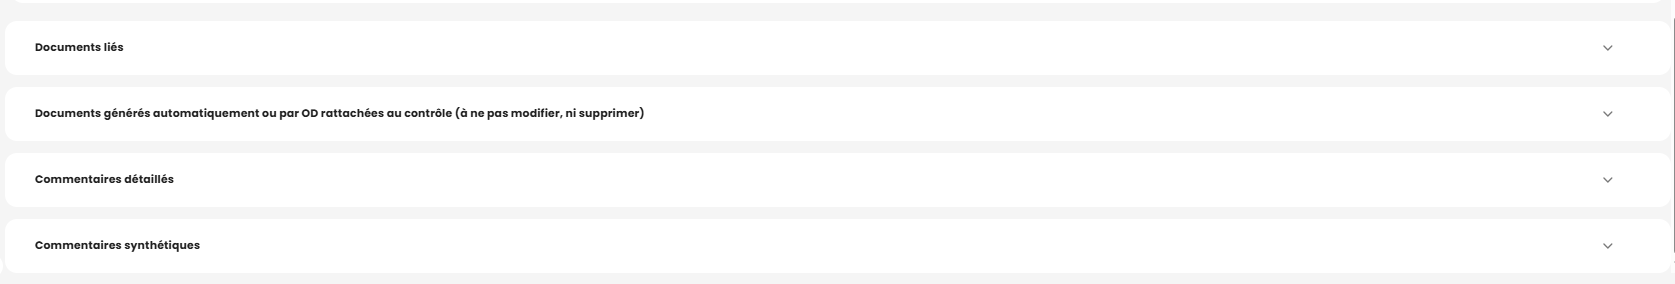 Documents liés
Documents générés automatiquement ou par OD rattachées au contrôle (à ne pas modifier, ni supprimer)
Commentaires détaillés
Commentaires synthétiques